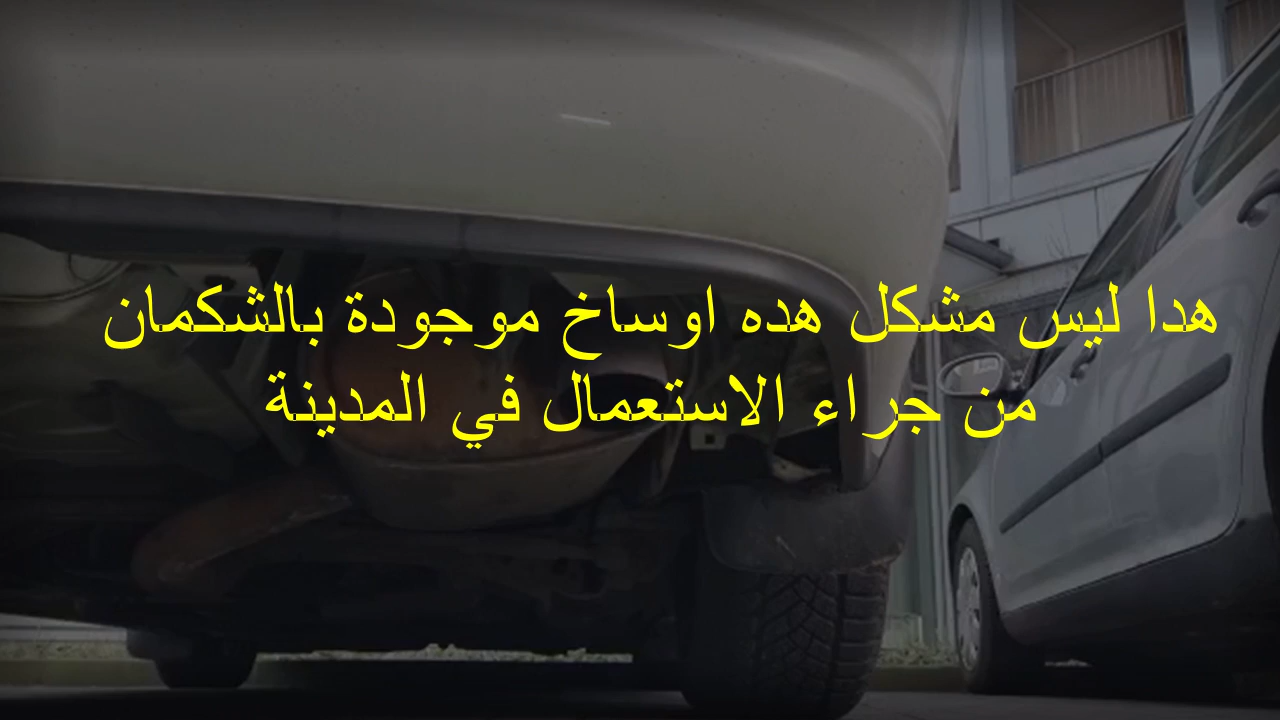 هدا ليس مشكل هده اوساخ موجودة بالشكمان
من جراء الاستعمال في المدينة